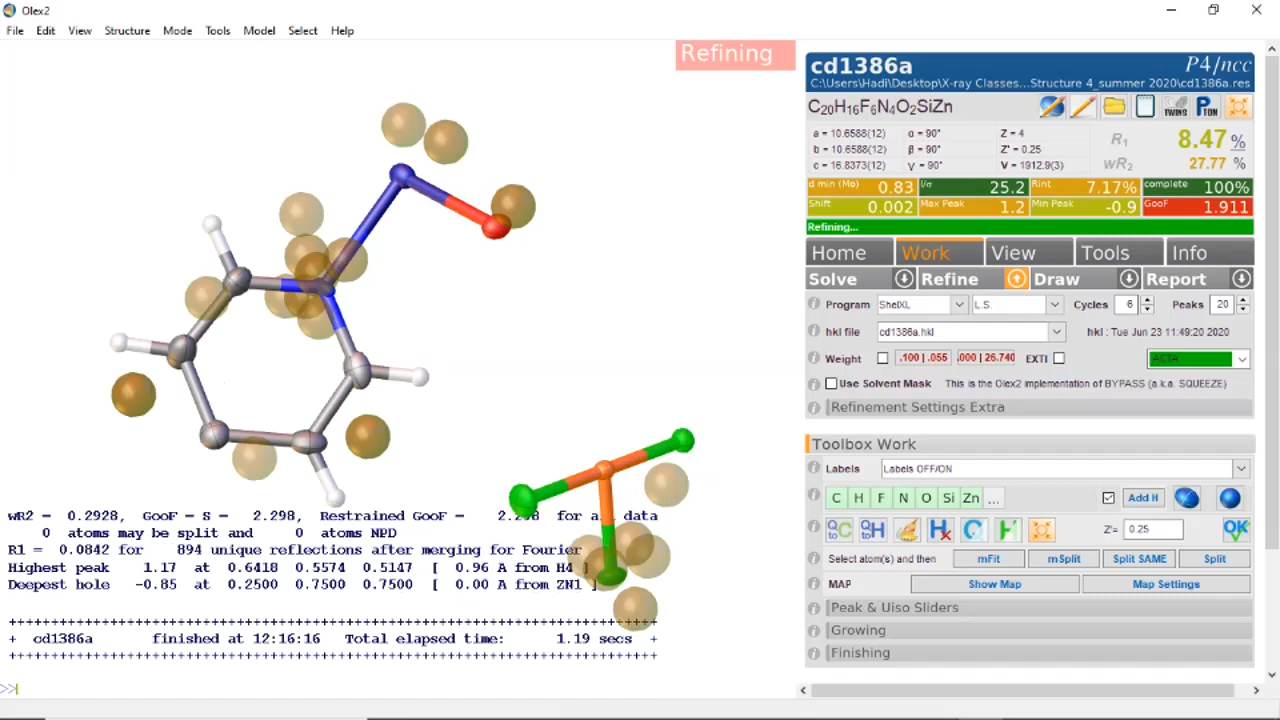 Olex2
File Edit View Structure Mode Tools Model Select Help
Refining
cd1386a P4/ncc
C:\Users\Hadi\Desktop\X-ray Classes...Structure 4_summer 2020\cd1386a.res
C20H16F6N4O2SiZn TWINS PTON
a = 10.6588(12) α = 90° Z = 4
b = 10.6588(12) β = 90° Z' = 0.25
c = 16.8373(12) γ = 90° V = 1912.9(3)
R1 8.47 %
wR2 27.77 %
d min (Mo) 0.83 I/σ 25.2 Rint 7.17% complete 100%
Shift 0.002 Max Peak 1.2 Min Peak -0.9 GooF 1.911
Refining...
Home Work View Tools Info
Solve Refine Draw Report
Program ShelXL L.S. Cycles 6 Peaks 20
hkl file cd1386a.hkl hkl : Tue Jun 23 11:49:20 2020
Weight .100 | .055 .000 | 26.740 EXTI ACTA
Use Solvent Mask This is the Olex2 implementation of BYPASS (a.k.a. SQUEEZE)
Refinement Settings Extra
Toolbox Work
Labels Labels OFF/ON
C H F N O Si Zn ... Add H
Z'= 0.25 OK
Select atom(s) and then mFit mSplit Split SAME Split
MAP Show Map Map Settings
Peak & Uiso Sliders
Growing
Finishing
wR2 = 0.2928, GooF = S = 2.298, Restrained GooF = 2.298 for all data
0 atoms may be split and 0 atoms NPD
R1 = 0.0842 for 894 unique reflections after merging for Fourier
Highest peak 1.17 at 0.6418 0.5574 0.5147 [ 0.96 A from H4 ]
Deepest hole -0.85 at 0.2500 0.7500 0.7500 [ 0.00 A from ZN1 ]
+++++++++++++++++++++++++++++++++++++++++++++++++++++++++++++++++++++
+ cd1386a finished at 12:16:16 Total elapsed time: 1.19 secs +
+++++++++++++++++++++++++++++++++++++++++++++++++++++++++++++++++++++
>>